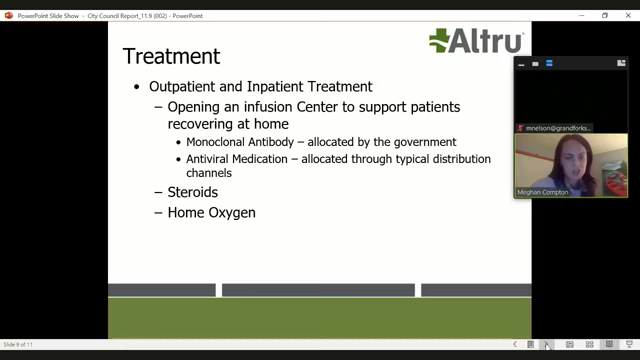 PowerPoint Slide Show - City Council Report_11.9 (002) - PowerPoint
Altru
Treatment
• Outpatient and Inpatient Treatment
– Opening an infusion Center to support patients
recovering at home
• Monoclonal Antibody – allocated by the government
• Antiviral Medication – allocated through typical distribution
channels
– Steroids
– Home Oxygen
mnelson@grandforks...
Meghan Compton
Slide 9 of 11